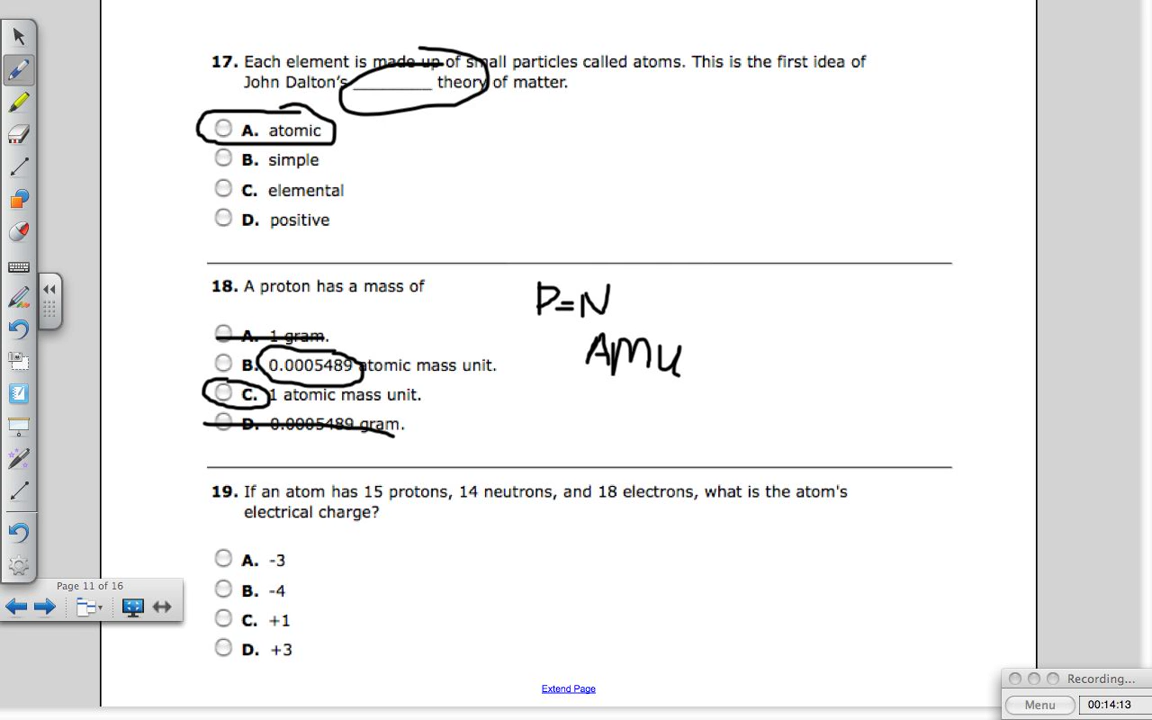 17. Each element is made up of small particles called atoms. This is the first idea of
John Dalton's _________ theory of matter.
A. atomic
B. simple
C. elemental
D. positive
18. A proton has a mass of
P=N
A. 1 gram.
AMU
B. 0.0005489 atomic mass unit.
C. 1 atomic mass unit.
D. 0.0005489 gram.
19. If an atom has 15 protons, 14 neutrons, and 18 electrons, what is the atom's
electrical charge?
A. -3
B. -4
C. +1
D. +3
Page 11 of 16
Extend Page
Recording...
Menu 00:14:13